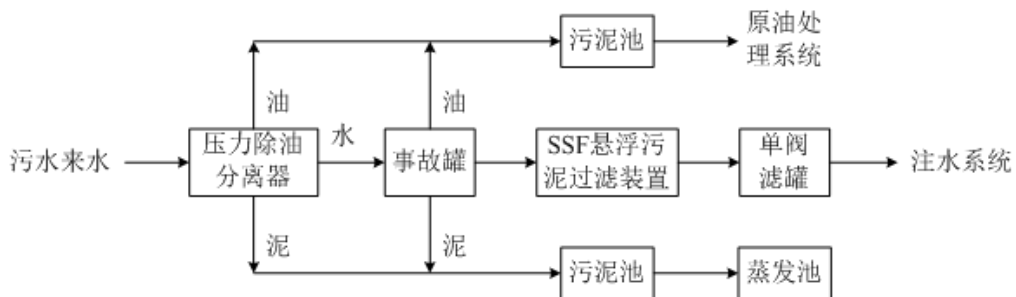 污泥池
原油处
理系统
油
油
污水来水
压力除油
分离器
水
事故罐
SSF悬浮污
泥过滤装置
单阀
滤罐
注水系统
泥
泥
污泥池
蒸发池